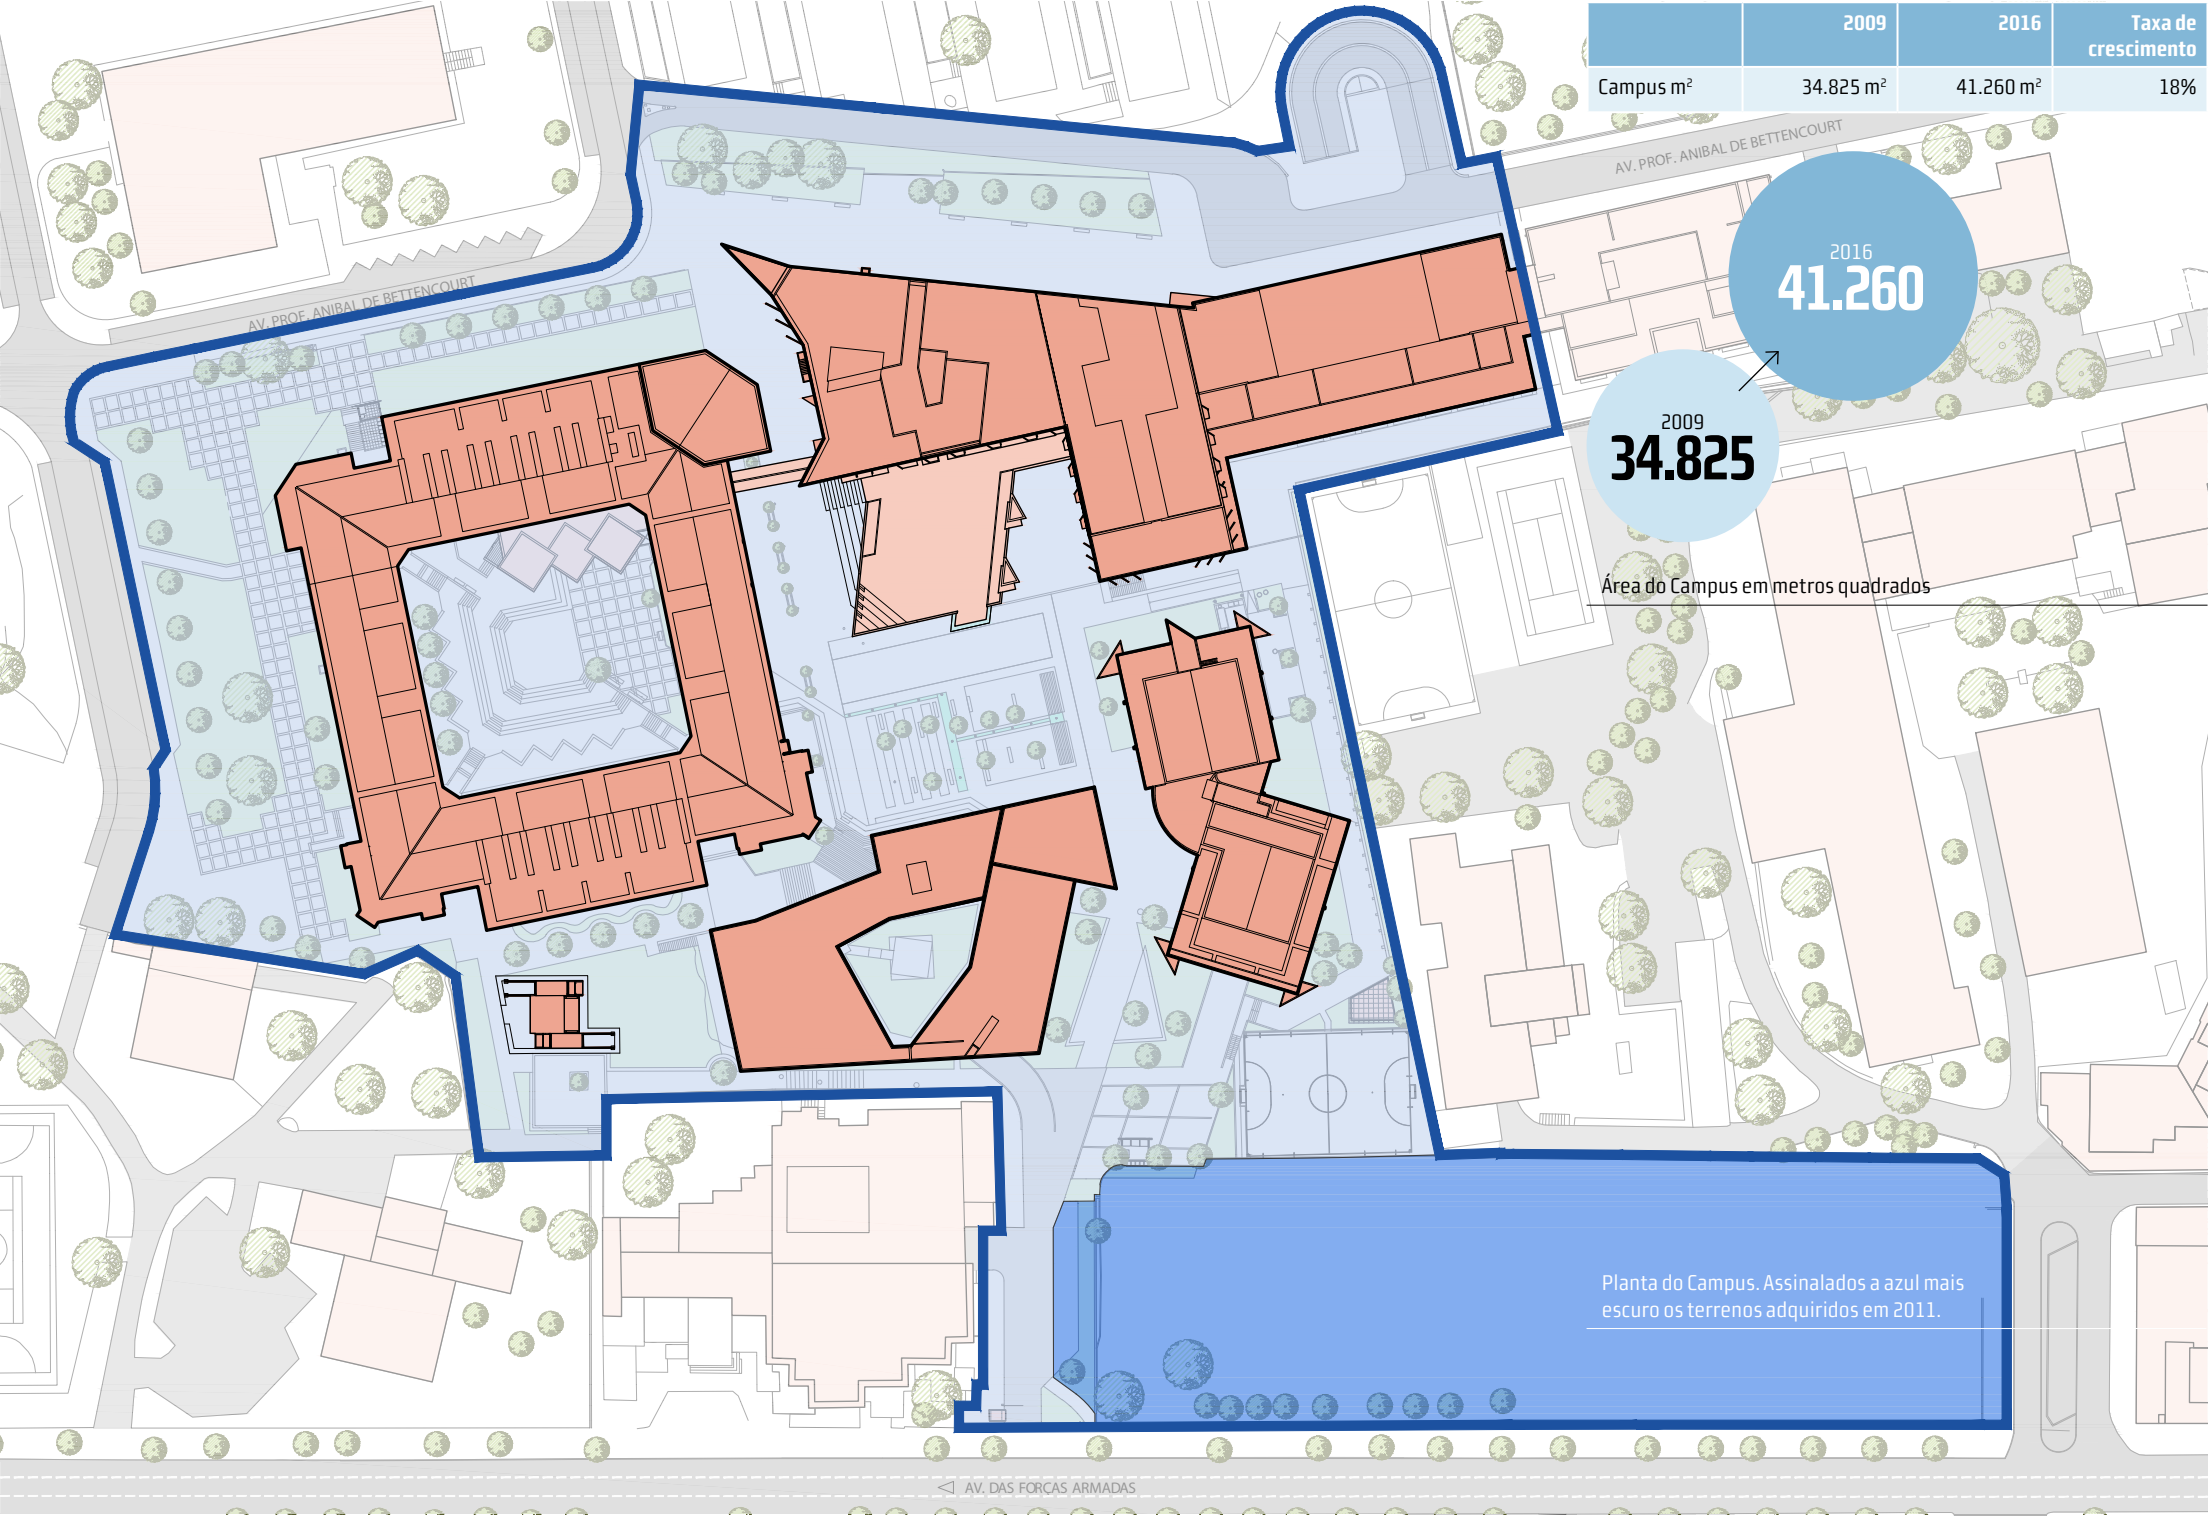 2009 2016 Taxa de
crescimento
Campus m² 34.825 m² 41.260 m² 18%
AV. PROF. ANIBAL DE BETTENCOURT
2016
41.260
AV. PROF. ANIBAL DE BETTENCOURT
2009
34.825
Área do Campus em metros quadrados
Planta do Campus. Assinalados a azul mais
escuro os terrenos adquiridos em 2011.
AV. DAS FORÇAS ARMADAS